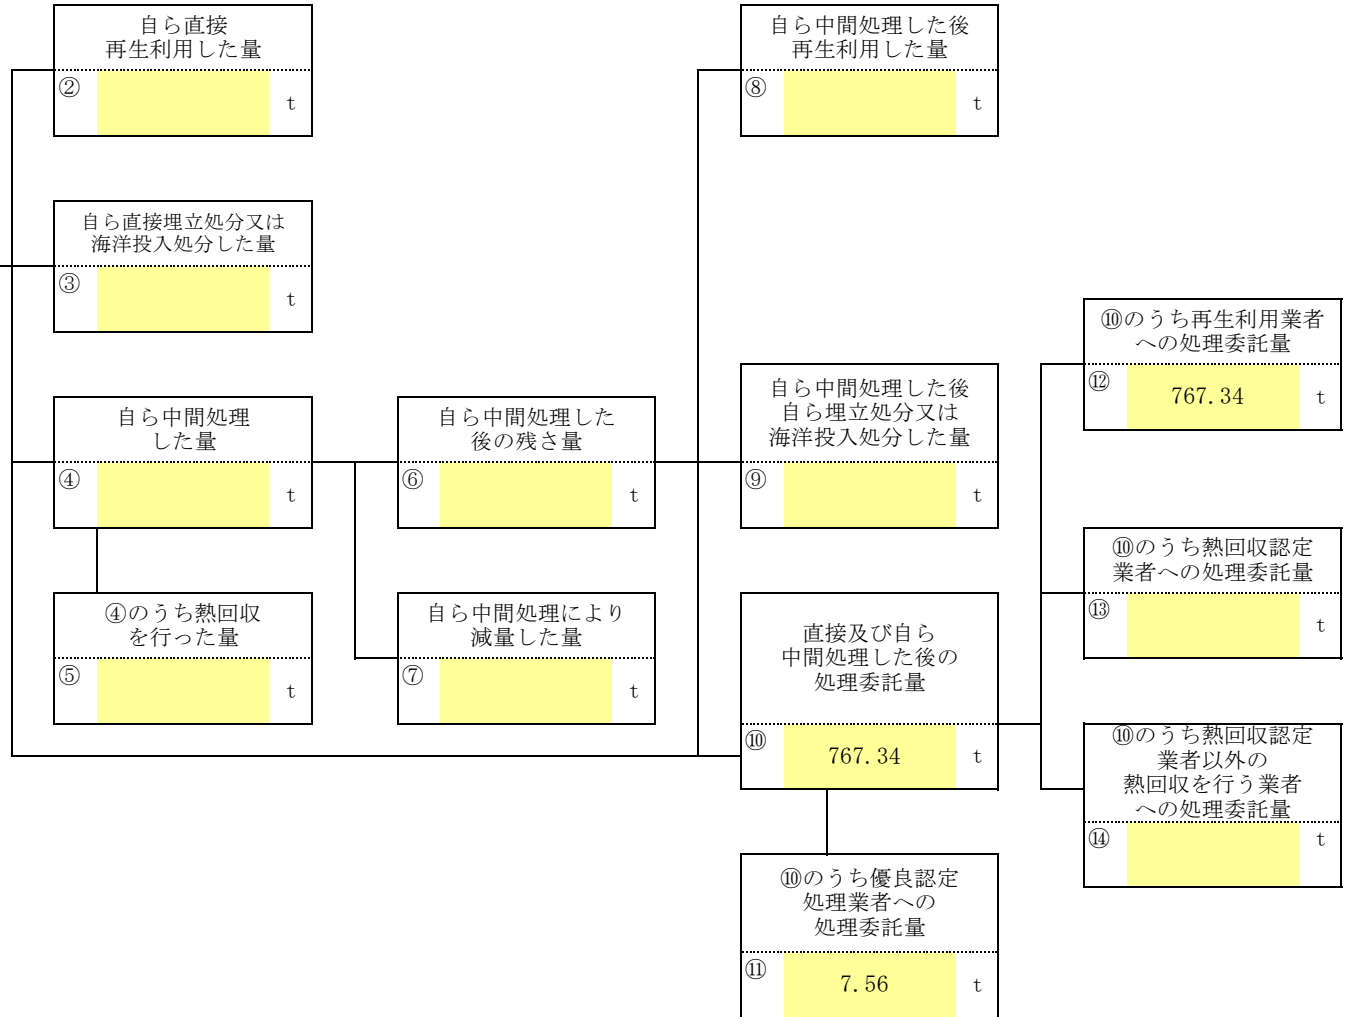 自ら直接
再生利用した量
②
t
自ら中間処理した後
再生利用した量
⑧
t
自ら直接埋立処分又は
海洋投入処分した量
③
t
⑩のうち再生利用業者
への処理委託量
⑫
767.34
t
自ら中間処理
した量
④
t
自ら中間処理した
後の残さ量
⑥
t
自ら中間処理した後
自ら埋立処分又は
海洋投入処分した量
⑨
t
⑩のうち熱回収認定
業者への処理委託量
⑬
t
④のうち熱回収
を行った量
⑤
t
自ら中間処理により
減量した量
⑦
t
直接及び自ら
中間処理した後の
処理委託量
⑩
767.34
t
⑩のうち熱回収認定
業者以外の
熱回収を行う業者
への処理委託量
⑭
t
⑩のうち優良認定
処理業者への
処理委託量
⑪
7.56
t